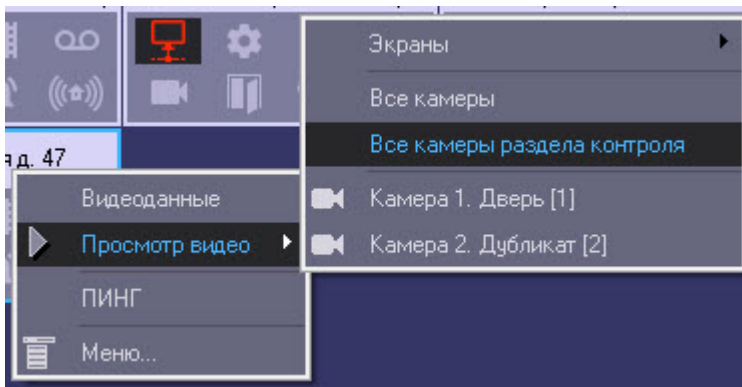 Экраны
Все камеры
Все камеры раздела контроля
Камера 1. Дверь [1]
Камера 2. Дубликат [2]
д. 47
Видеоданные
Просмотр видео
ПИНГ
Меню...